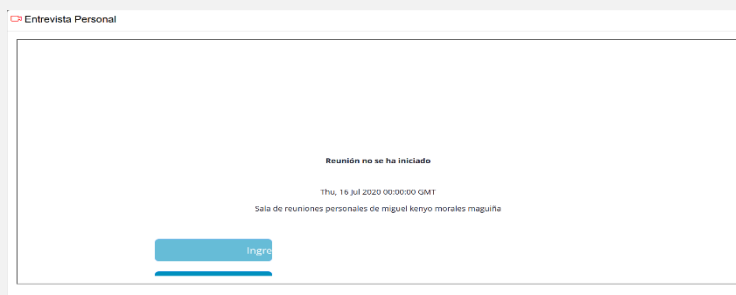 Entrevista Personal
Reunión no se ha iniciado
Thu, 16 Jul 2020 00:00:00 GMT
Sala de reuniones personales de miguel kenyo morales maguiña
Ingre